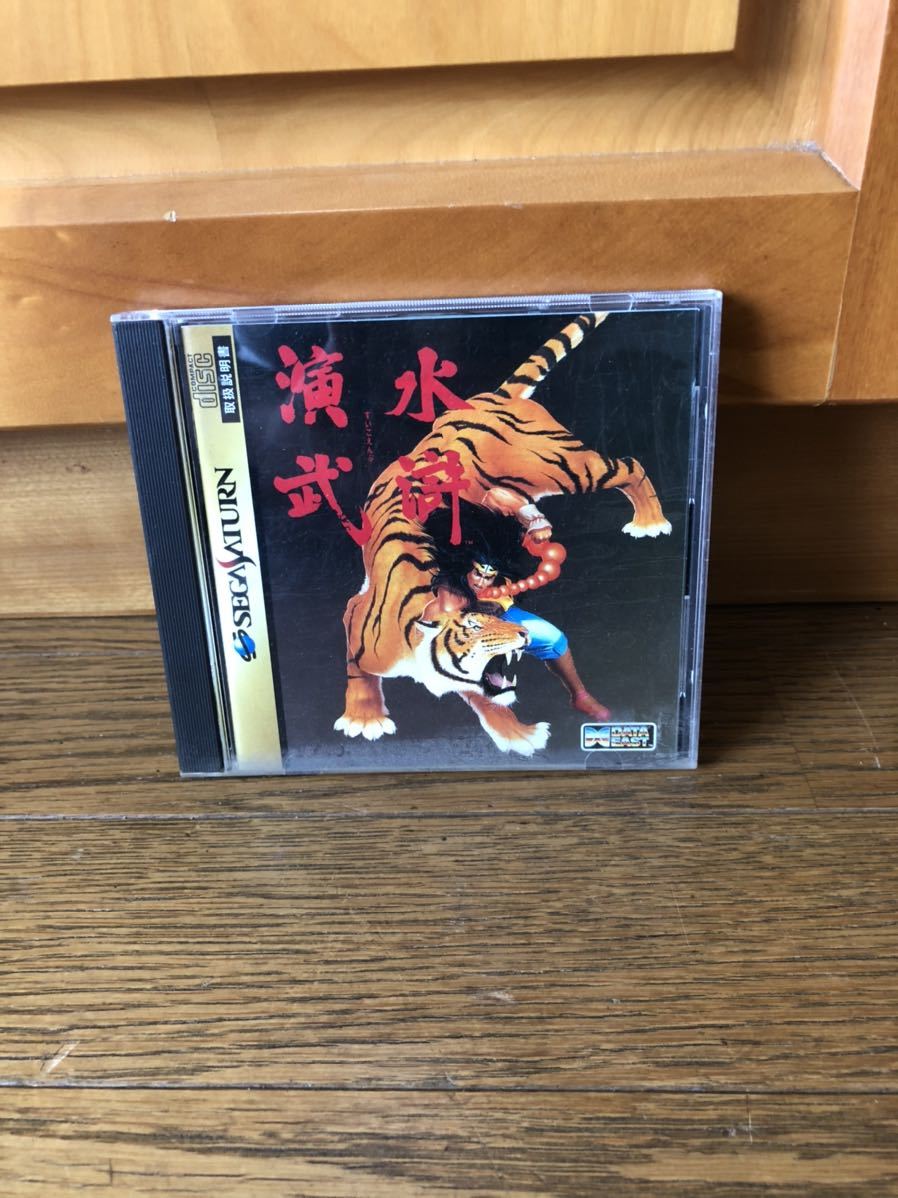 水滸
演武
すいこえんぶ
TM
COMPACT
disc
取扱説明書
SEGA SATURN
DATA
EAST